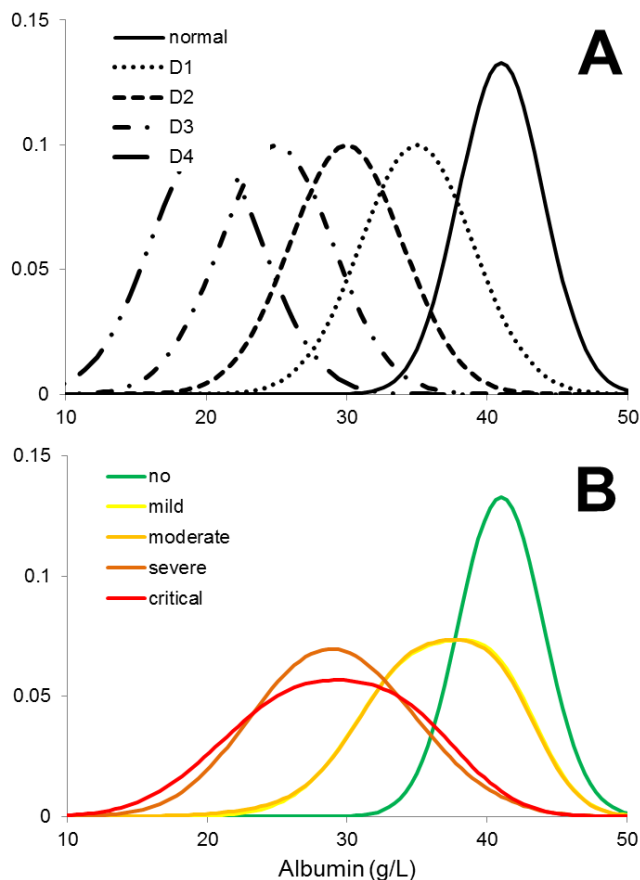 0.15
normal
D1
D2
D3
D4
A
0.1
0.05
0
10 20 30 40 50
0.15
no
mild
moderate
severe
critical
B
0.1
0.05
0
10 20 30 40 50
Albumin (g/L)